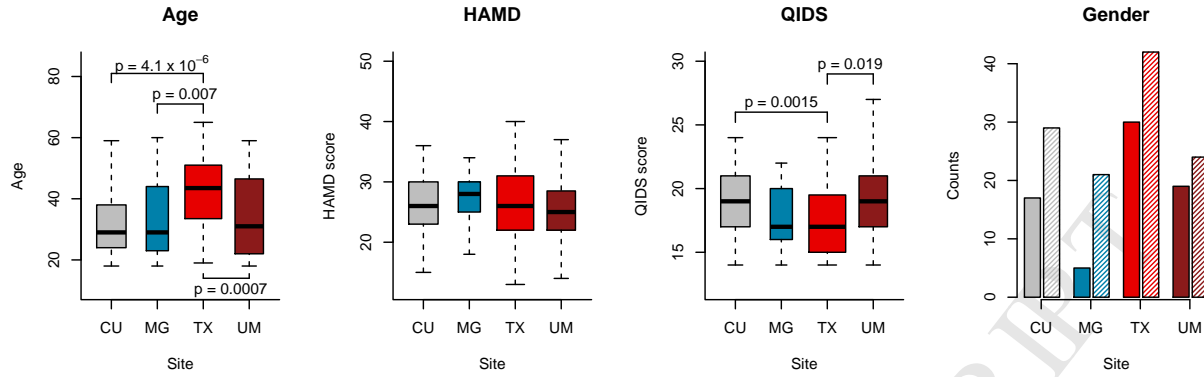 Age
HAMD
QIDS
Gender
Age
20
40
60
80
p = 4.1 x 10⁻⁶
p = 0.007
p = 0.0007
CU MG TX UM
Site
HAMD score
20
30
40
50
CU MG TX UM
Site
QIDS score
15
20
25
30
p = 0.019
p = 0.0015
CU MG TX UM
Site
Counts
0
10
20
30
40
CU MG TX UM
Site